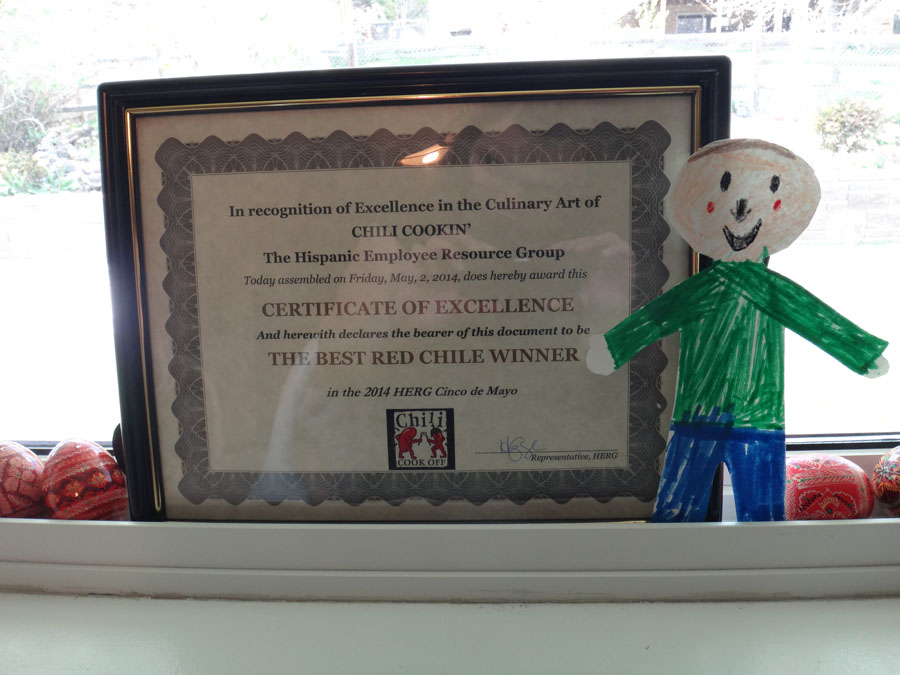 In recognition of Excellence in the Culinary Art of
CHILI COOKIN'
The Hispanic Employee Resource Group
Today assembled on Friday, May, 2, 2014, does hereby award this
CERTIFICATE OF EXCELLENCE
And herewith declares the bearer of this document to be
THE BEST RED CHILE WINNER
in the 2014 HERG Cinco de Mayo
Chili
COOK OFF
Representative, HERG